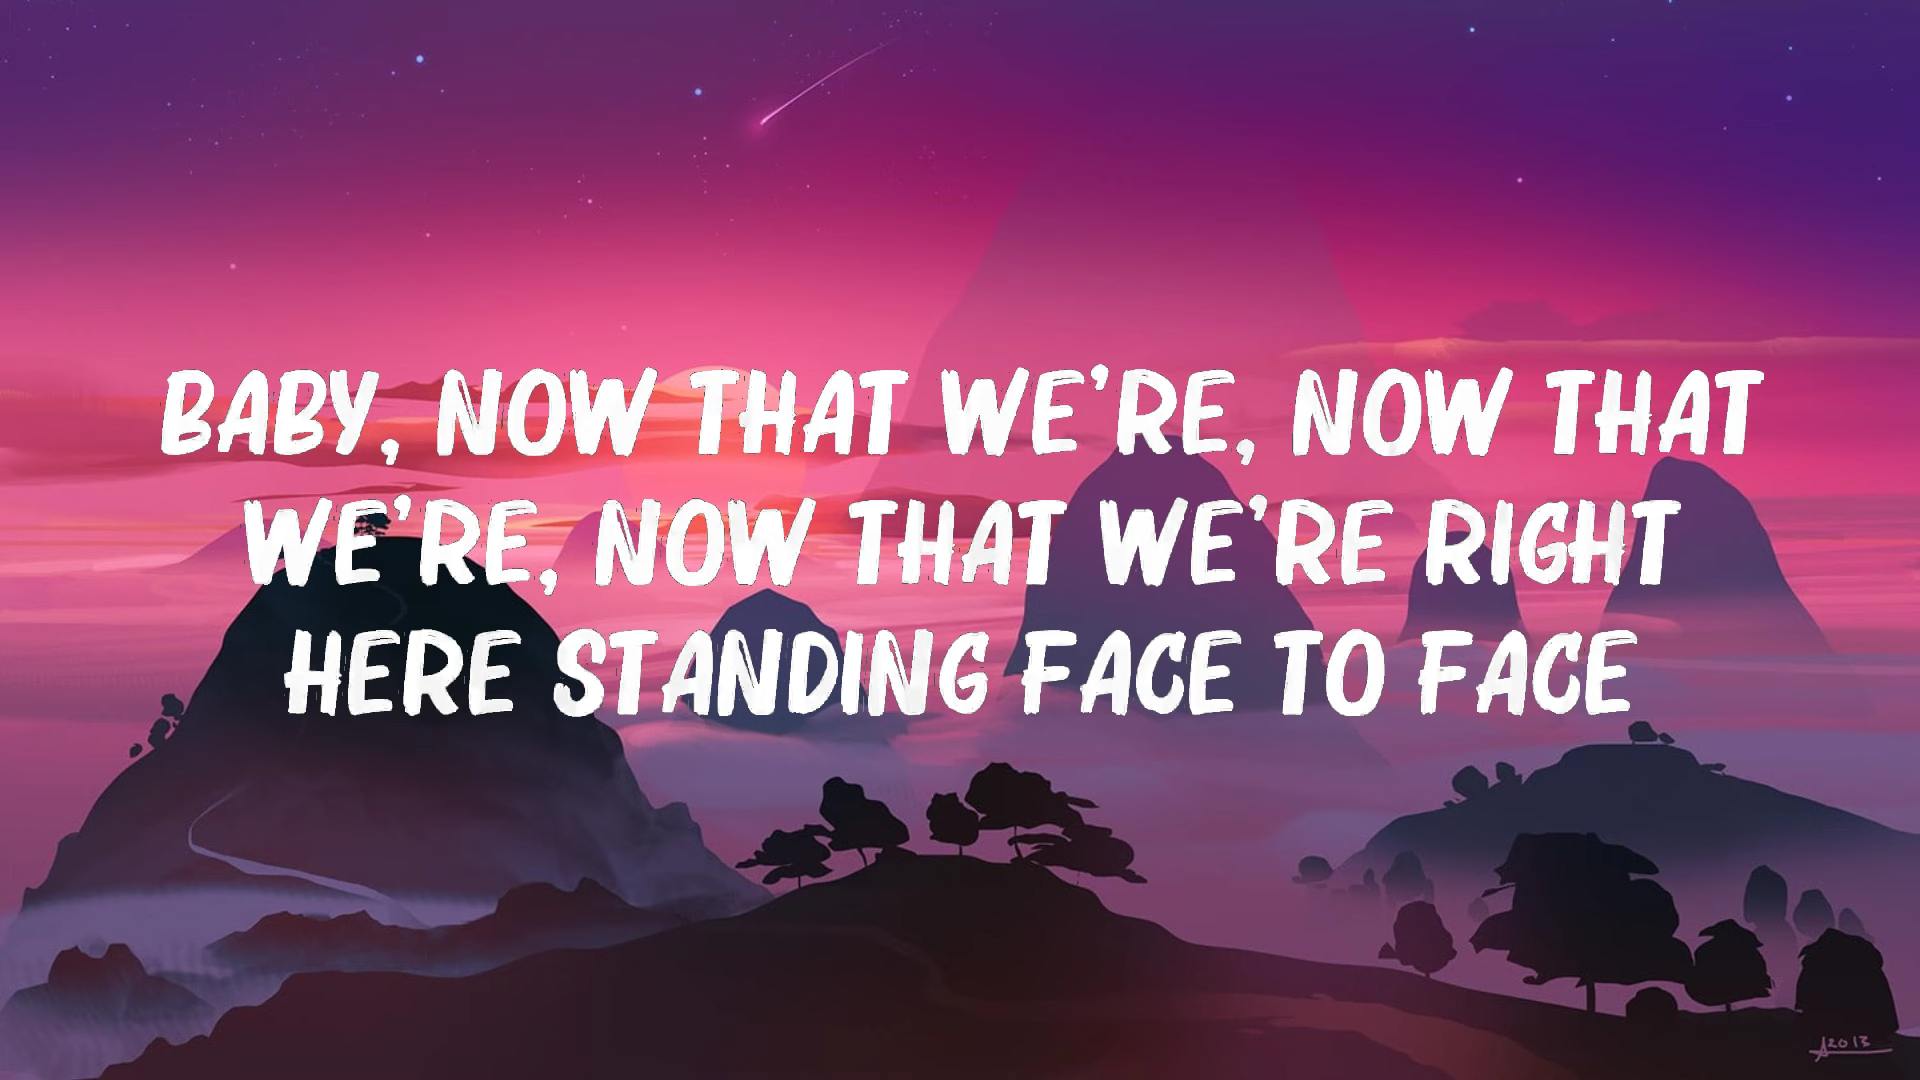 BABY, NOW THAT WE'RE, NOW THAT
WE'RE, NOW THAT WE'RE RIGHT
HERE STANDING FACE TO FACE
2013